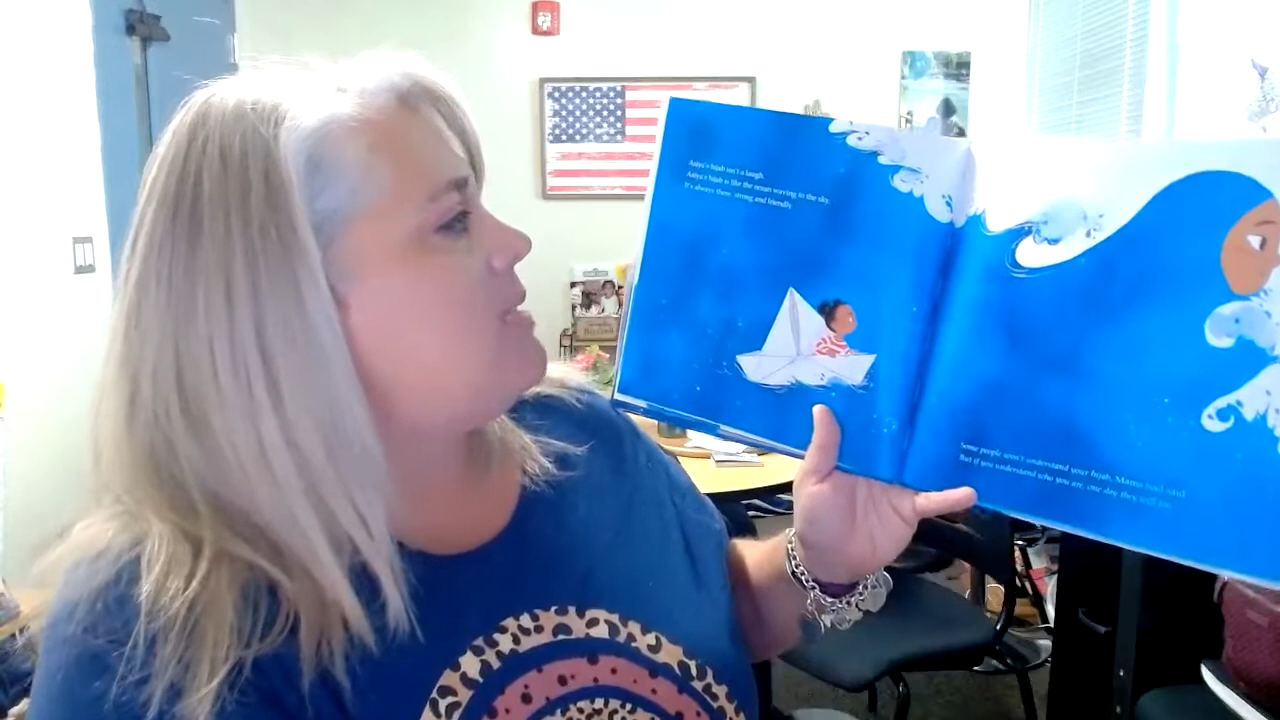 Asiya's hijab isn't a laugh.
Asiya's hijab is like the ocean waving to the sky.
It's always there, strong and friendly.
Some people won't understand your hijab, Mama had said.
But if you understand who you are, one day they will too.